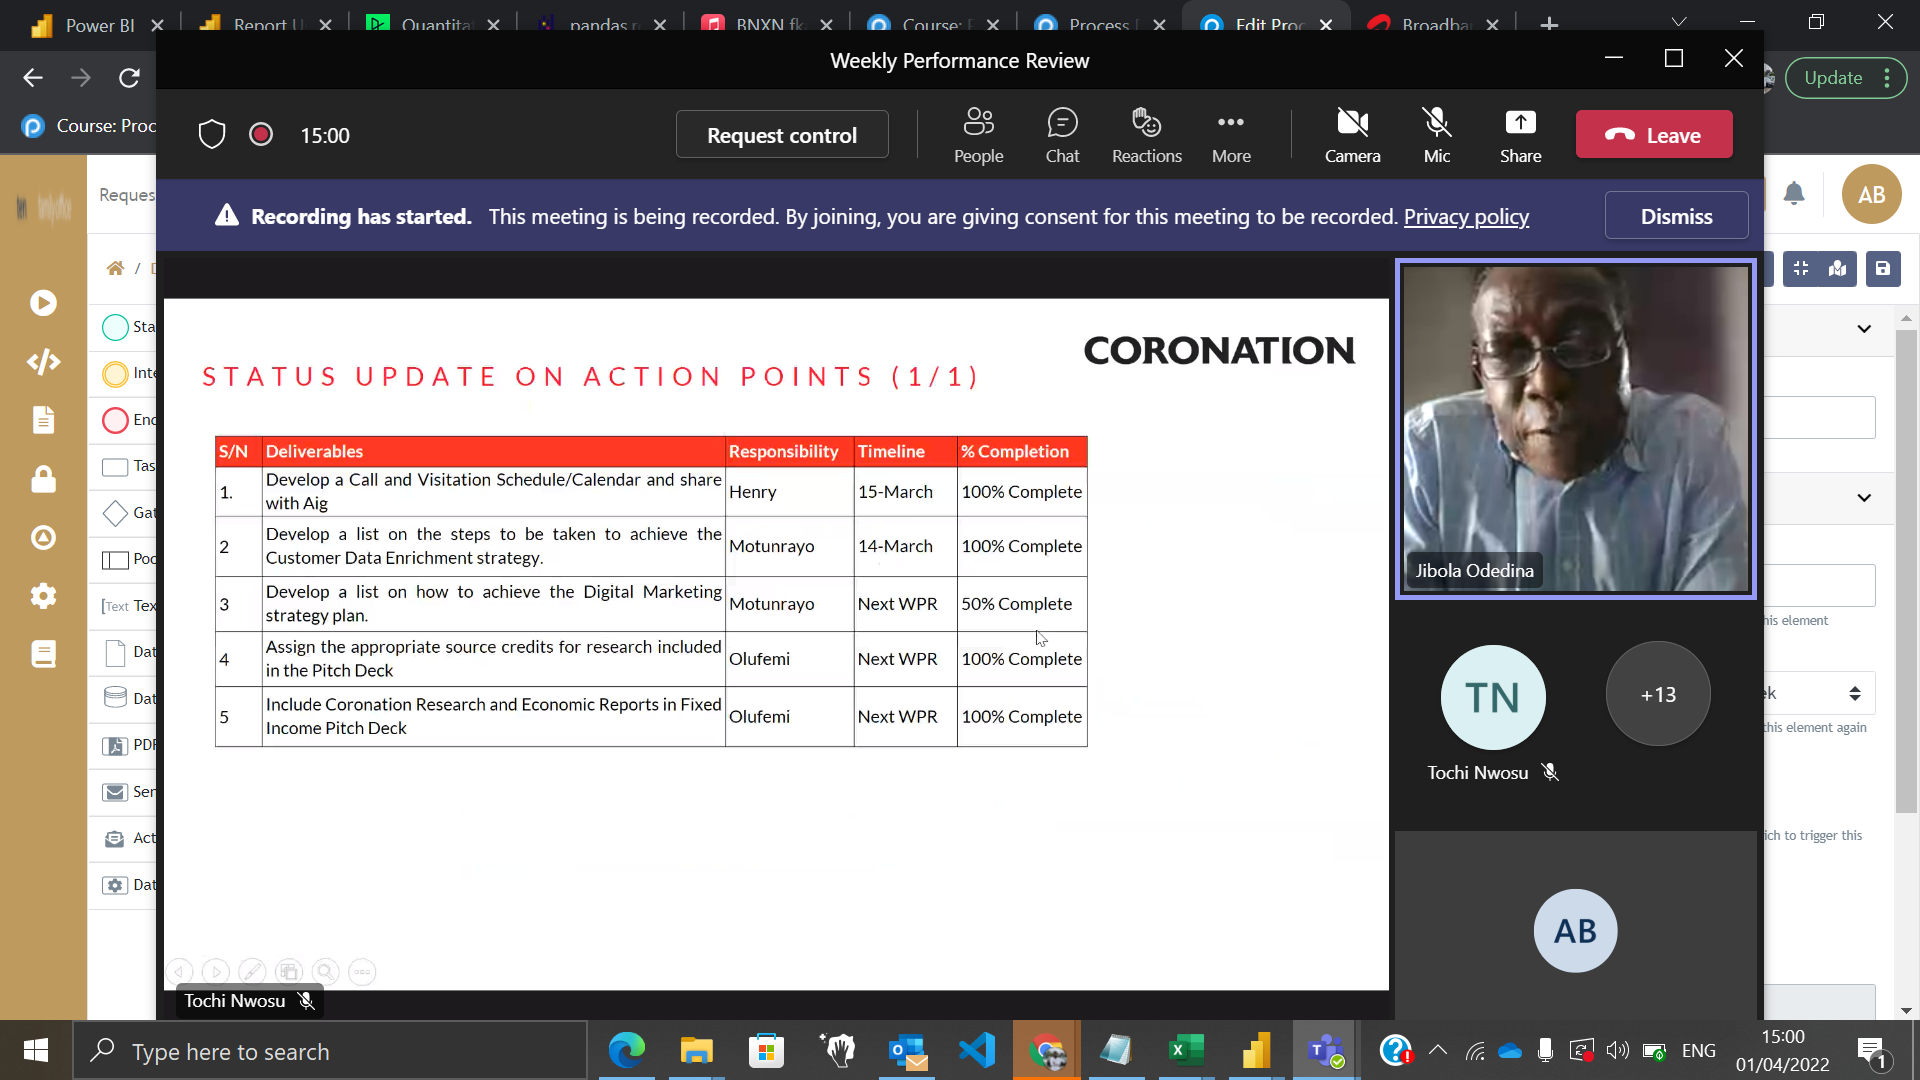 Power BI
Report U
Quantita
pandas r
BNXN fk
Course: P
Process
Edit Proc
Broadba
Weekly Performance Review
Update
Course: Proc
15:00
Request control
People
Chat
Reactions
More
Camera
Mic
Share
Leave
Reques
AB
Recording has started. This meeting is being recorded. By joining, you are giving consent for this meeting to be recorded. Privacy policy
Dismiss
CORONATION
STATUS UPDATE ON ACTION POINTS (1/1)
S/N Deliverables Responsibility Timeline % Completion
1. Develop a Call and Visitation Schedule/Calendar and share Henry 15-March 100% Complete
with Aig
2 Develop a list on the steps to be taken to achieve the Motunrayo 14-March 100% Complete
Customer Data Enrichment strategy.
3 Develop a list on how to achieve the Digital Marketing Motunrayo Next WPR 50% Complete
strategy plan.
4 Assign the appropriate source credits for research included Olufemi Next WPR 100% Complete
in the Pitch Deck
5 Include Coronation Research and Economic Reports in Fixed Olufemi Next WPR 100% Complete
Income Pitch Deck
Sta
Inte
Enc
Tas
Gat
Poo
[Text Tex
Dat
Dat
PDF
Ser
Act
Dat
Jibola Odedina
his element
TN
+13
Tochi Nwosu
ek
this element again
ich to trigger this
AB
Tochi Nwosu
Type here to search
ENG
15:00
01/04/2022
1